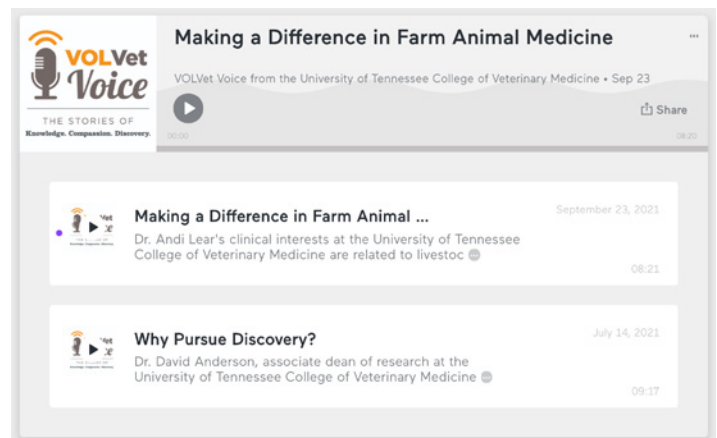 VOLVet
Voice
THE STORIES OF
Knowledge. Compassion. Discovery.
Making a Difference in Farm Animal Medicine
VOLVet Voice from the University of Tennessee College of Veterinary Medicine • Sep 23
Share
00:00
08:20
Making a Difference in Farm Animal ...
September 23, 2021
Dr. Andi Lear's clinical interests at the University of Tennessee
College of Veterinary Medicine are related to livestoc
08:21
Why Pursue Discovery?
July 14, 2021
Dr. David Anderson, associate dean of research at the
University of Tennessee College of Veterinary Medicine
09:17